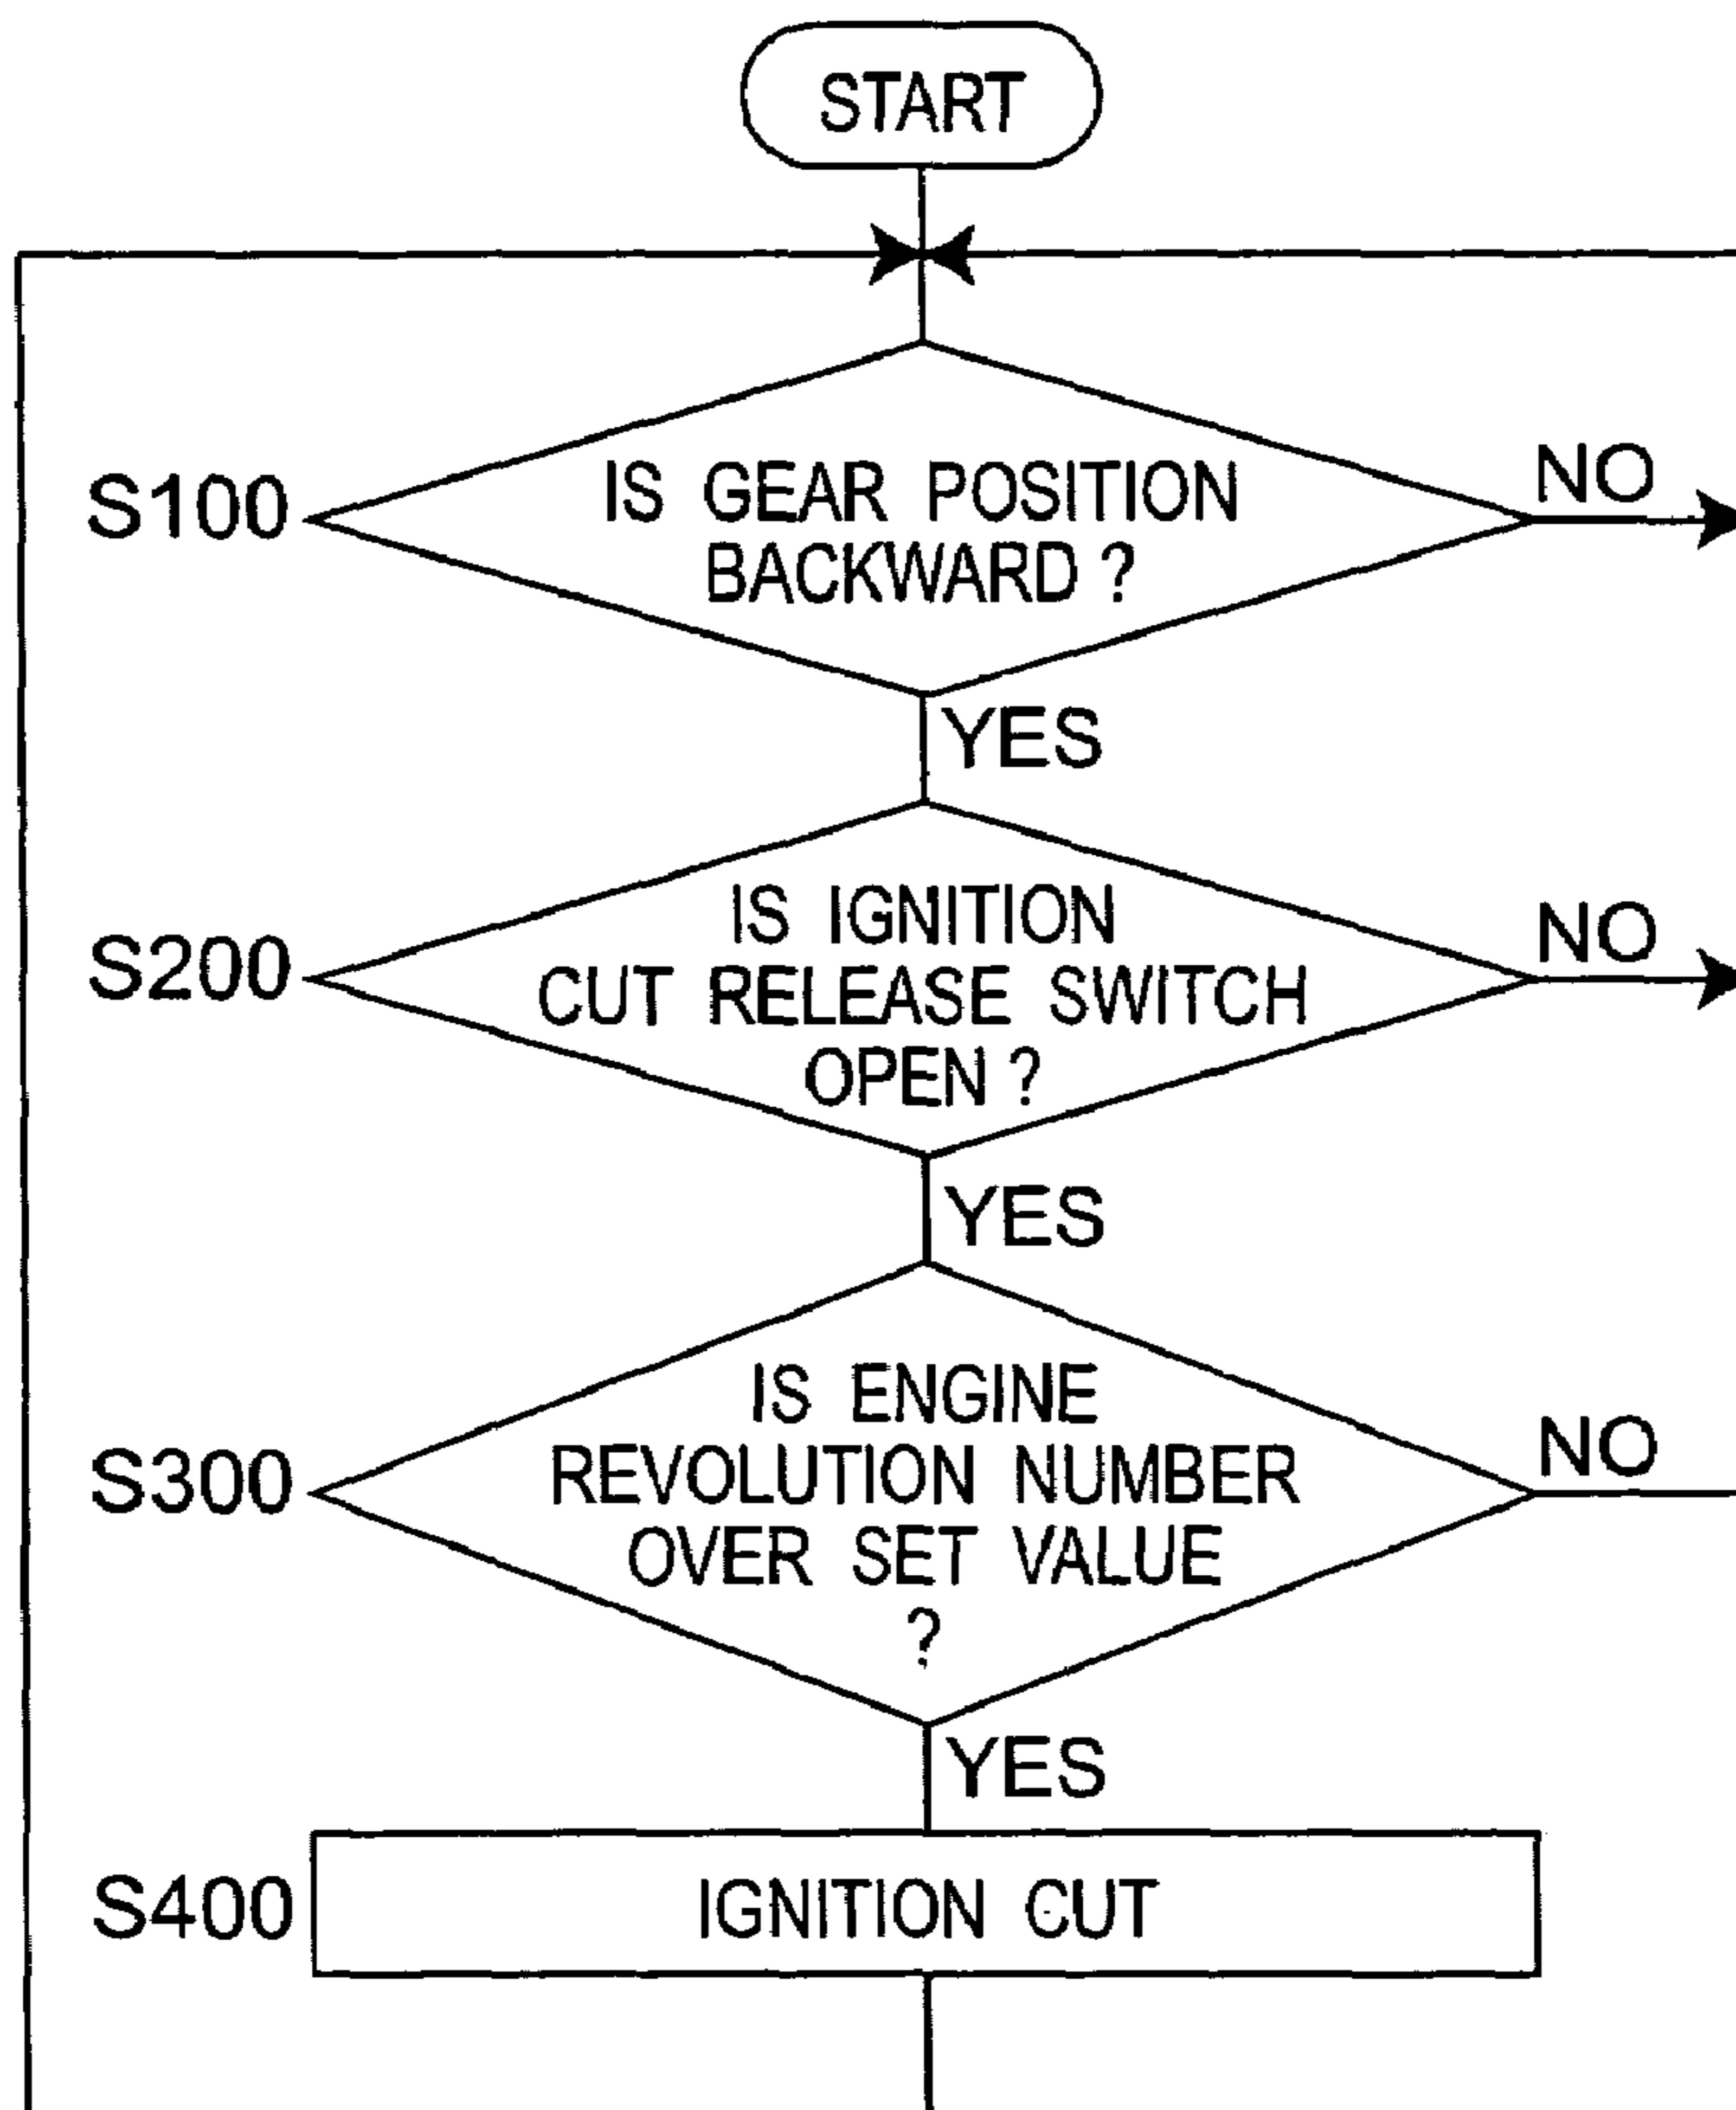 START
S100
IS GEAR POSITION
BACKWARD ?
NO
YES
S200
IS IGNITION
CUT RELEASE SWITCH
OPEN ?
NO
YES
S300
IS ENGINE
REVOLUTION NUMBER
OVER SET VALUE
?
NO
YES
S400
IGNITION CUT